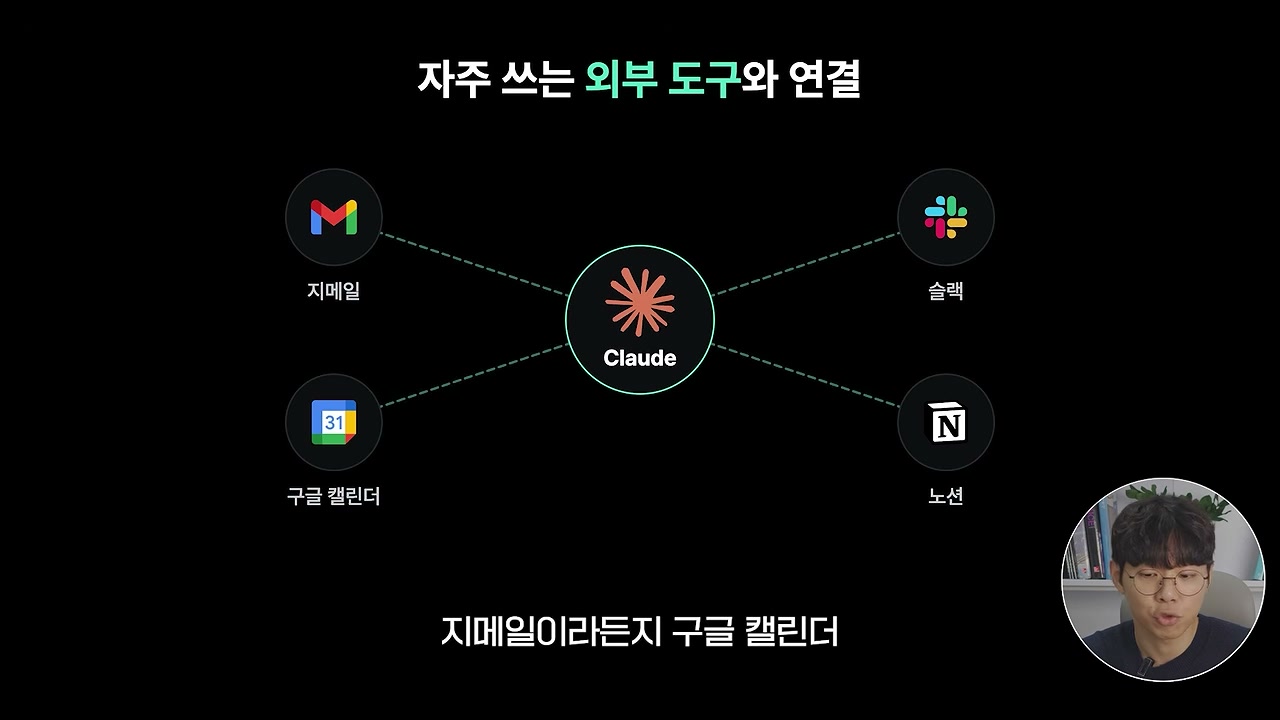 자주 쓰는 외부 도구와 연결
지메일
슬랙
Claude
31
구글 캘린더
N
노션
지메일이라든지 구글 캘린더